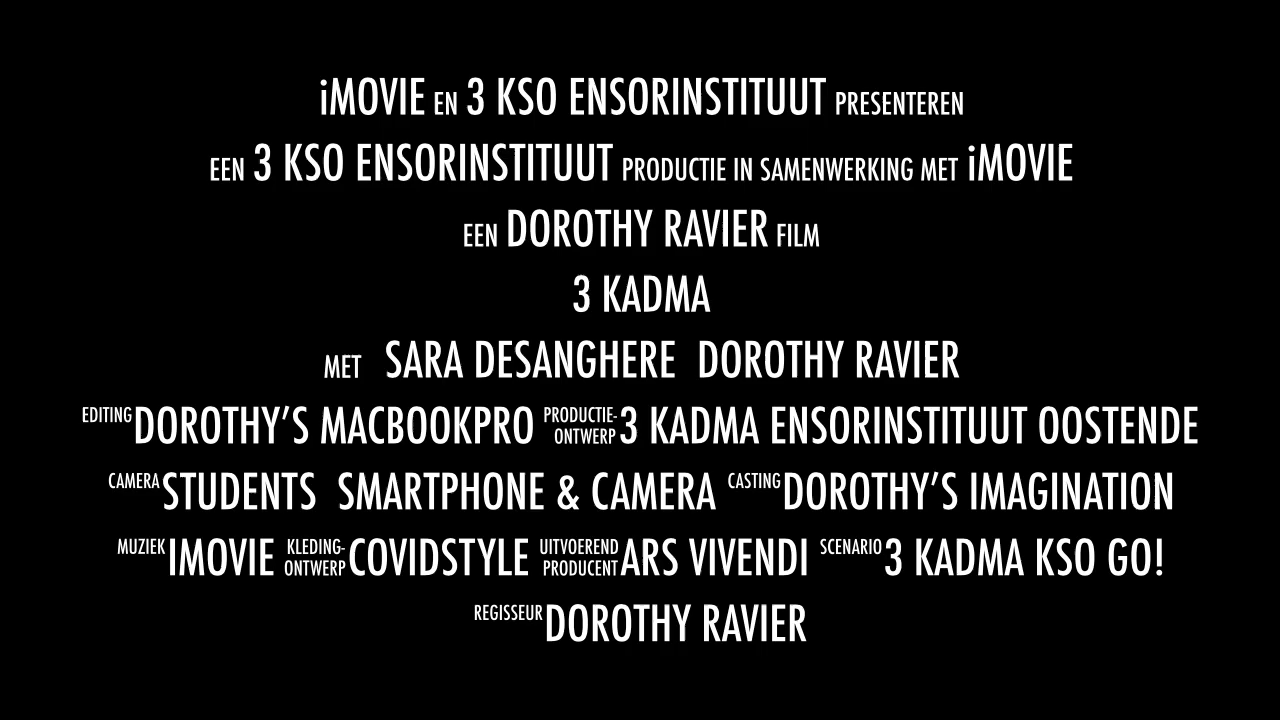 iMOVIE EN 3 KSO ENSORINSTITUUT PRESENTEREN
EEN 3 KSO ENSORINSTITUUT PRODUCTIE IN SAMENWERKING MET iMOVIE
EEN DOROTHY RAVIER FILM
3 KADMA
MET SARA DESANGHERE DOROTHY RAVIER
EDITING DOROTHY'S MACBOOKPRO PRODUCTIE-ONTWERP 3 KADMA ENSORINSTITUUT OOSTENDE
CAMERA STUDENTS SMARTPHONE & CAMERA CASTING DOROTHY'S IMAGINATION
MUZIEK IMOVIE KLEDING-ONTWERP COVIDSTYLE UITVOEREND PRODUCENT ARS VIVENDI SCENARIO 3 KADMA KSO GO!
REGISSEUR DOROTHY RAVIER